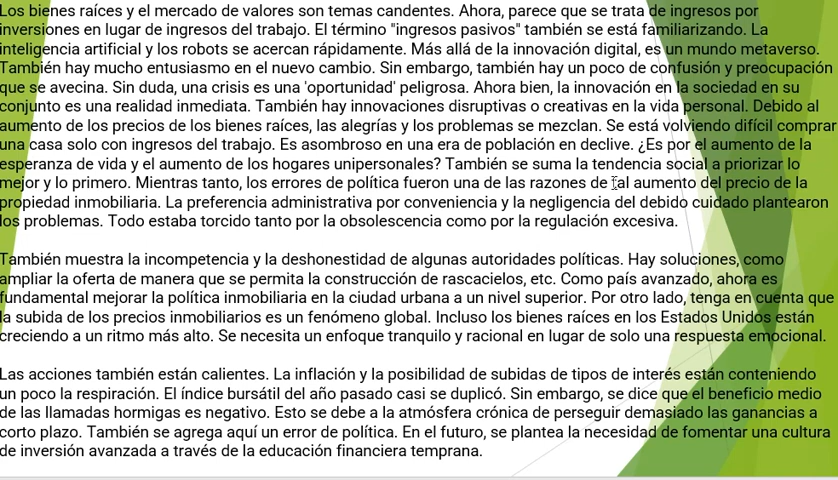 Los bienes raíces y el mercado de valores son temas candentes. Ahora, parece que se trata de ingresos por
inversiones en lugar de ingresos del trabajo. El término "ingresos pasivos" también se está familiarizando. La
inteligencia artificial y los robots se acercan rápidamente. Más allá de la innovación digital, es un mundo metaverso.
También hay mucho entusiasmo en el nuevo cambio. Sin embargo, también hay un poco de confusión y preocupación
que se avecina. Sin duda, una crisis es una 'oportunidad' peligrosa. Ahora bien, la innovación en la sociedad en su
conjunto es una realidad inmediata. También hay innovaciones disruptivas o creativas en la vida personal. Debido al
aumento de los precios de los bienes raíces, las alegrías y los problemas se mezclan. Se está volviendo difícil comprar
una casa solo con ingresos del trabajo. Es asombroso en una era de población en declive. ¿Es por el aumento de la
esperanza de vida y el aumento de los hogares unipersonales? También se suma la tendencia social a priorizar lo
mejor y lo primero. Mientras tanto, los errores de política fueron una de las razones de tal aumento del precio de la
propiedad inmobiliaria. La preferencia administrativa por conveniencia y la negligencia del debido cuidado plantearon
los problemas. Todo estaba torcido tanto por la obsolescencia como por la regulación excesiva.
También muestra la incompetencia y la deshonestidad de algunas autoridades políticas. Hay soluciones, como
ampliar la oferta de manera que se permita la construcción de rascacielos, etc. Como país avanzado, ahora es
fundamental mejorar la política inmobiliaria en la ciudad urbana a un nivel superior. Por otro lado, tenga en cuenta que
la subida de los precios inmobiliarios es un fenómeno global. Incluso los bienes raíces en los Estados Unidos están
creciendo a un ritmo más alto. Se necesita un enfoque tranquilo y racional en lugar de solo una respuesta emocional.
Las acciones también están calientes. La inflación y la posibilidad de subidas de tipos de interés están conteniendo
un poco la respiración. El índice bursátil del año pasado casi se duplicó. Sin embargo, se dice que el beneficio medio
de las llamadas hormigas es negativo. Esto se debe a la atmósfera crónica de perseguir demasiado las ganancias a
corto plazo. También se agrega aquí un error de política. En el futuro, se plantea la necesidad de fomentar una cultura
de inversión avanzada a través de la educación financiera temprana.